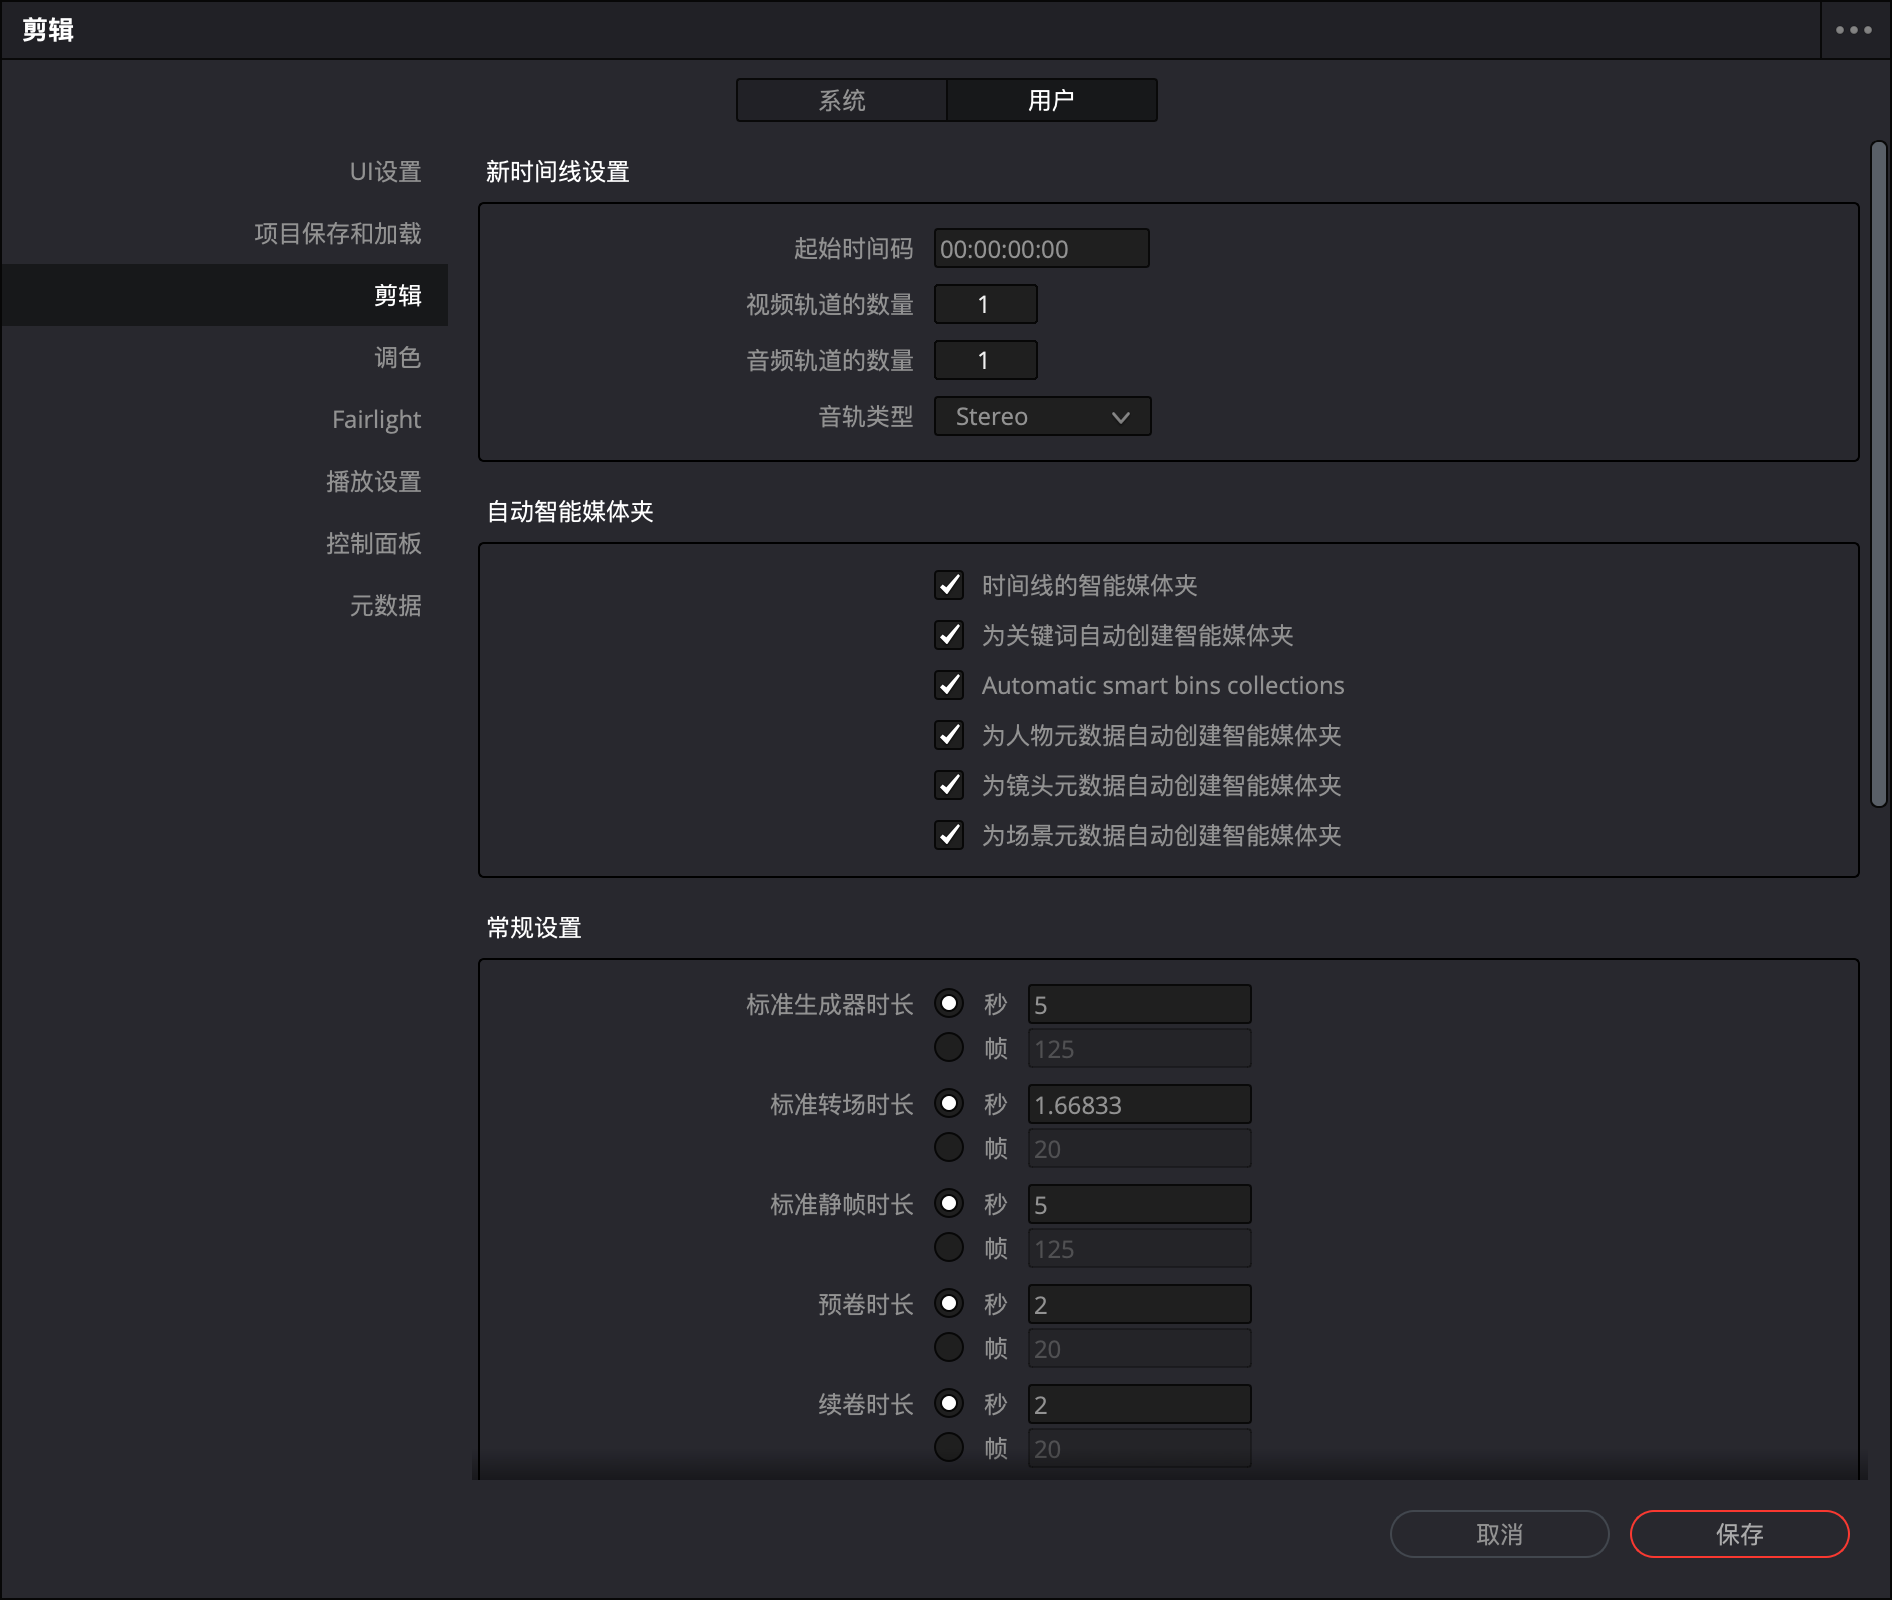 剪辑
系统
用户
UI设置
项目保存和加载
剪辑
调色
Fairlight
播放设置
控制面板
元数据
新时间线设置
起始时间码 00:00:00:00
视频轨道的数量 1
音频轨道的数量 1
音轨类型 Stereo
自动智能媒体夹
时间线的智能媒体夹
为关键词自动创建智能媒体夹
Automatic smart bins collections
为人物元数据自动创建智能媒体夹
为镜头元数据自动创建智能媒体夹
为场景元数据自动创建智能媒体夹
常规设置
标准生成器时长 秒 5
帧 125
标准转场时长 秒 1.66833
帧 20
标准静帧时长 秒 5
帧 125
预卷时长 秒 2
帧 20
续卷时长 秒 2
帧 20
取消
保存